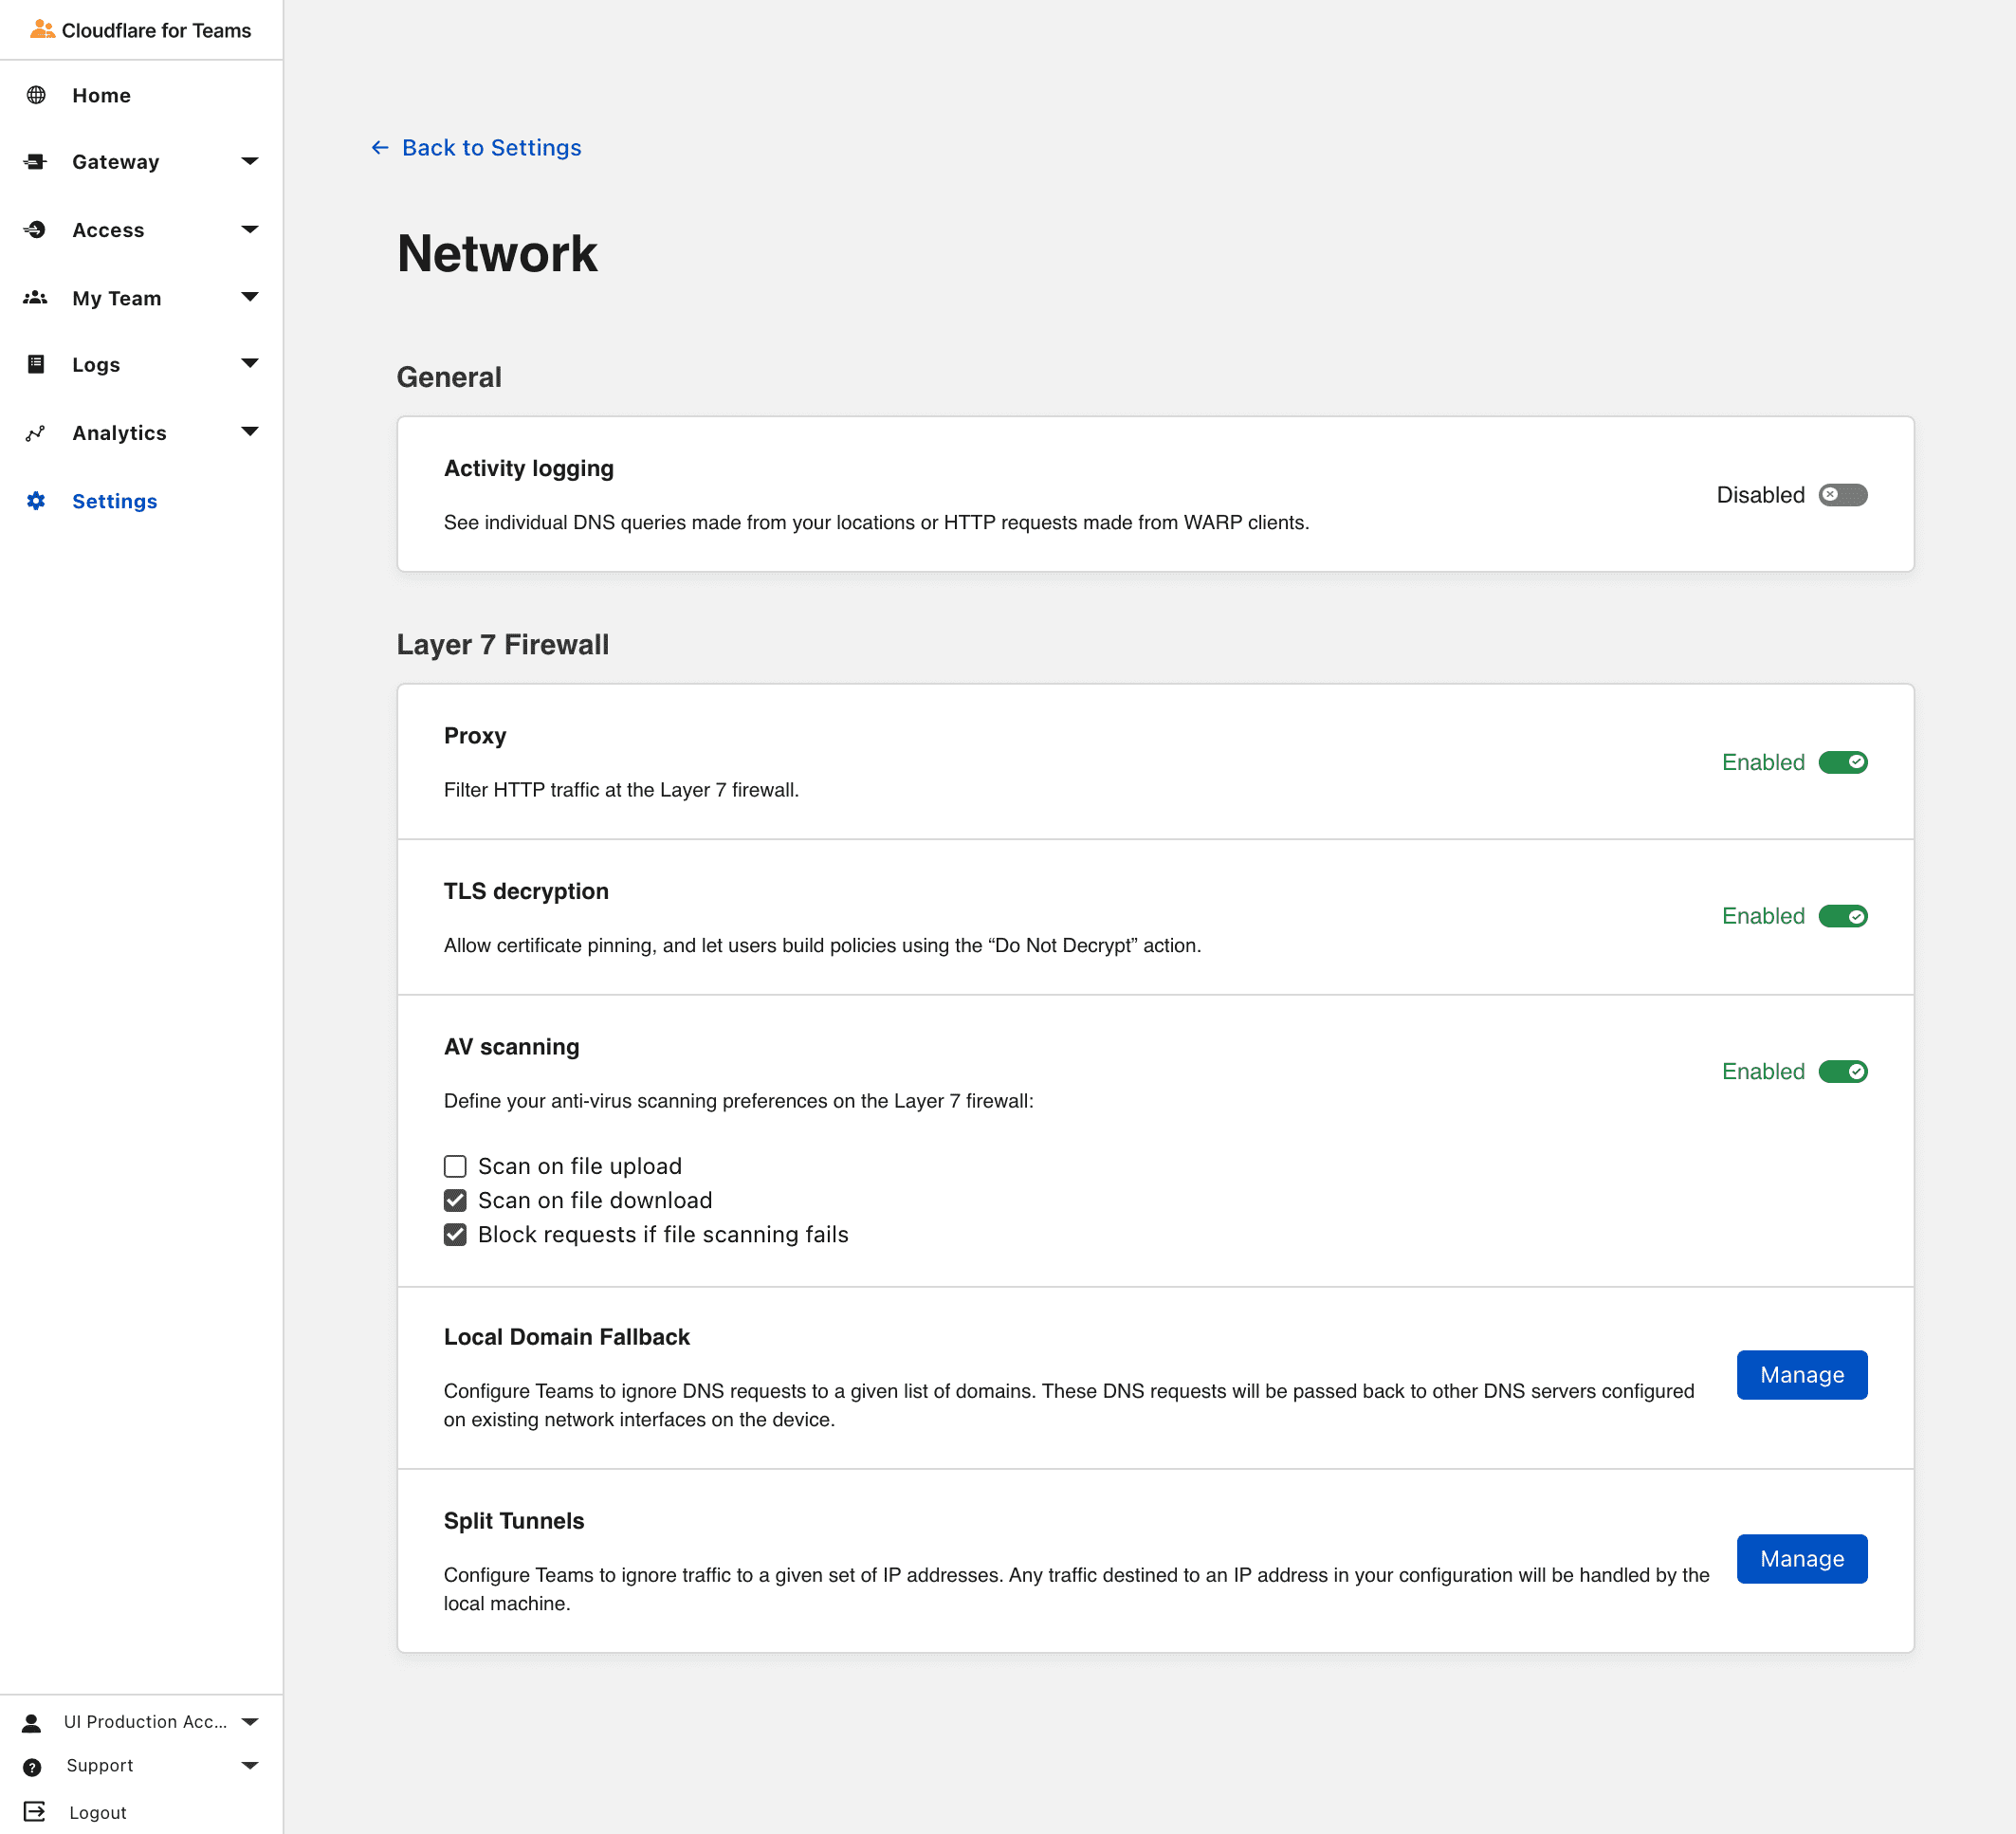 Cloudflare for Teams
Home
Gateway
Access
My Team
Logs
Analytics
Settings
UI Production Acc...
Support
Logout
Back to Settings
Network
General
Activity logging
See individual DNS queries made from your locations or HTTP requests made from WARP clients.
Disabled
Layer 7 Firewall
Proxy
Filter HTTP traffic at the Layer 7 firewall.
Enabled
TLS decryption
Allow certificate pinning, and let users build policies using the “Do Not Decrypt” action.
Enabled
AV scanning
Define your anti-virus scanning preferences on the Layer 7 firewall:
Enabled
Scan on file upload
Scan on file download
Block requests if file scanning fails
Local Domain Fallback
Configure Teams to ignore DNS requests to a given list of domains. These DNS requests will be passed back to other DNS servers configured
on existing network interfaces on the device.
Manage
Split Tunnels
Configure Teams to ignore traffic to a given set of IP addresses. Any traffic destined to an IP address in your configuration will be handled by the
local machine.
Manage